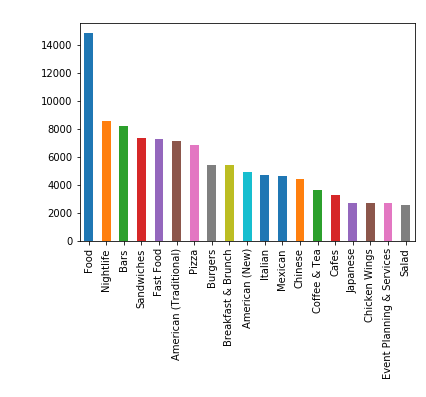 14000
12000
10000
8000
6000
4000
2000
0
Food
Nightlife
Bars
Sandwiches
Fast Food
American (Traditional)
Pizza
Burgers
Breakfast & Brunch
American (New)
Italian
Mexican
Chinese
Coffee & Tea
Cafes
Japanese
Chicken Wings
Event Planning & Services
Salad